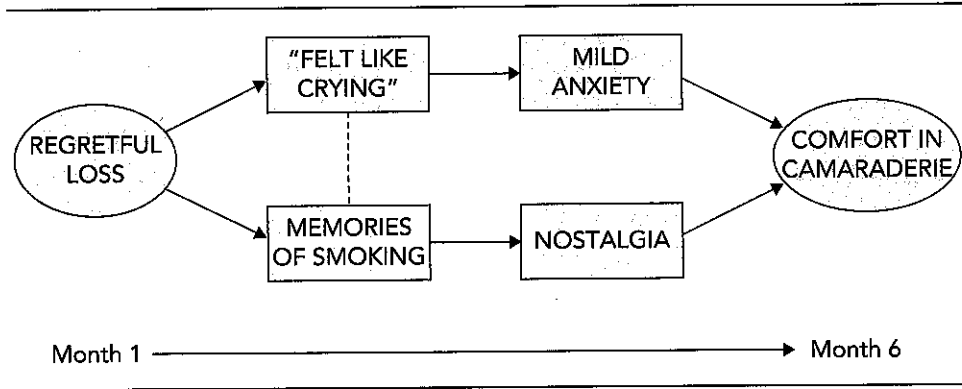 "FELT LIKE
CRYING"
MILD
ANXIETY
REGRETFUL
LOSS
COMFORT IN
CAMARADERIE
MEMORIES
OF SMOKING
NOSTALGIA
Month 1
Month 6